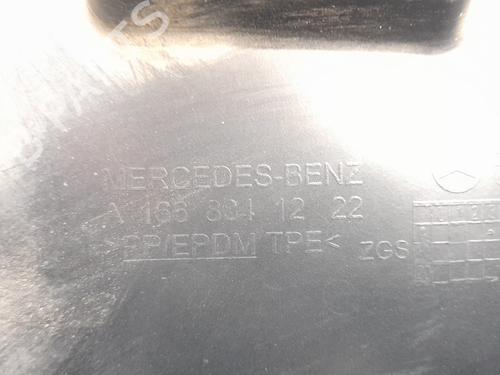 MERCEDES-BENZ
A 166 884 12 22
>PP/EPDM TPE<
ZGS